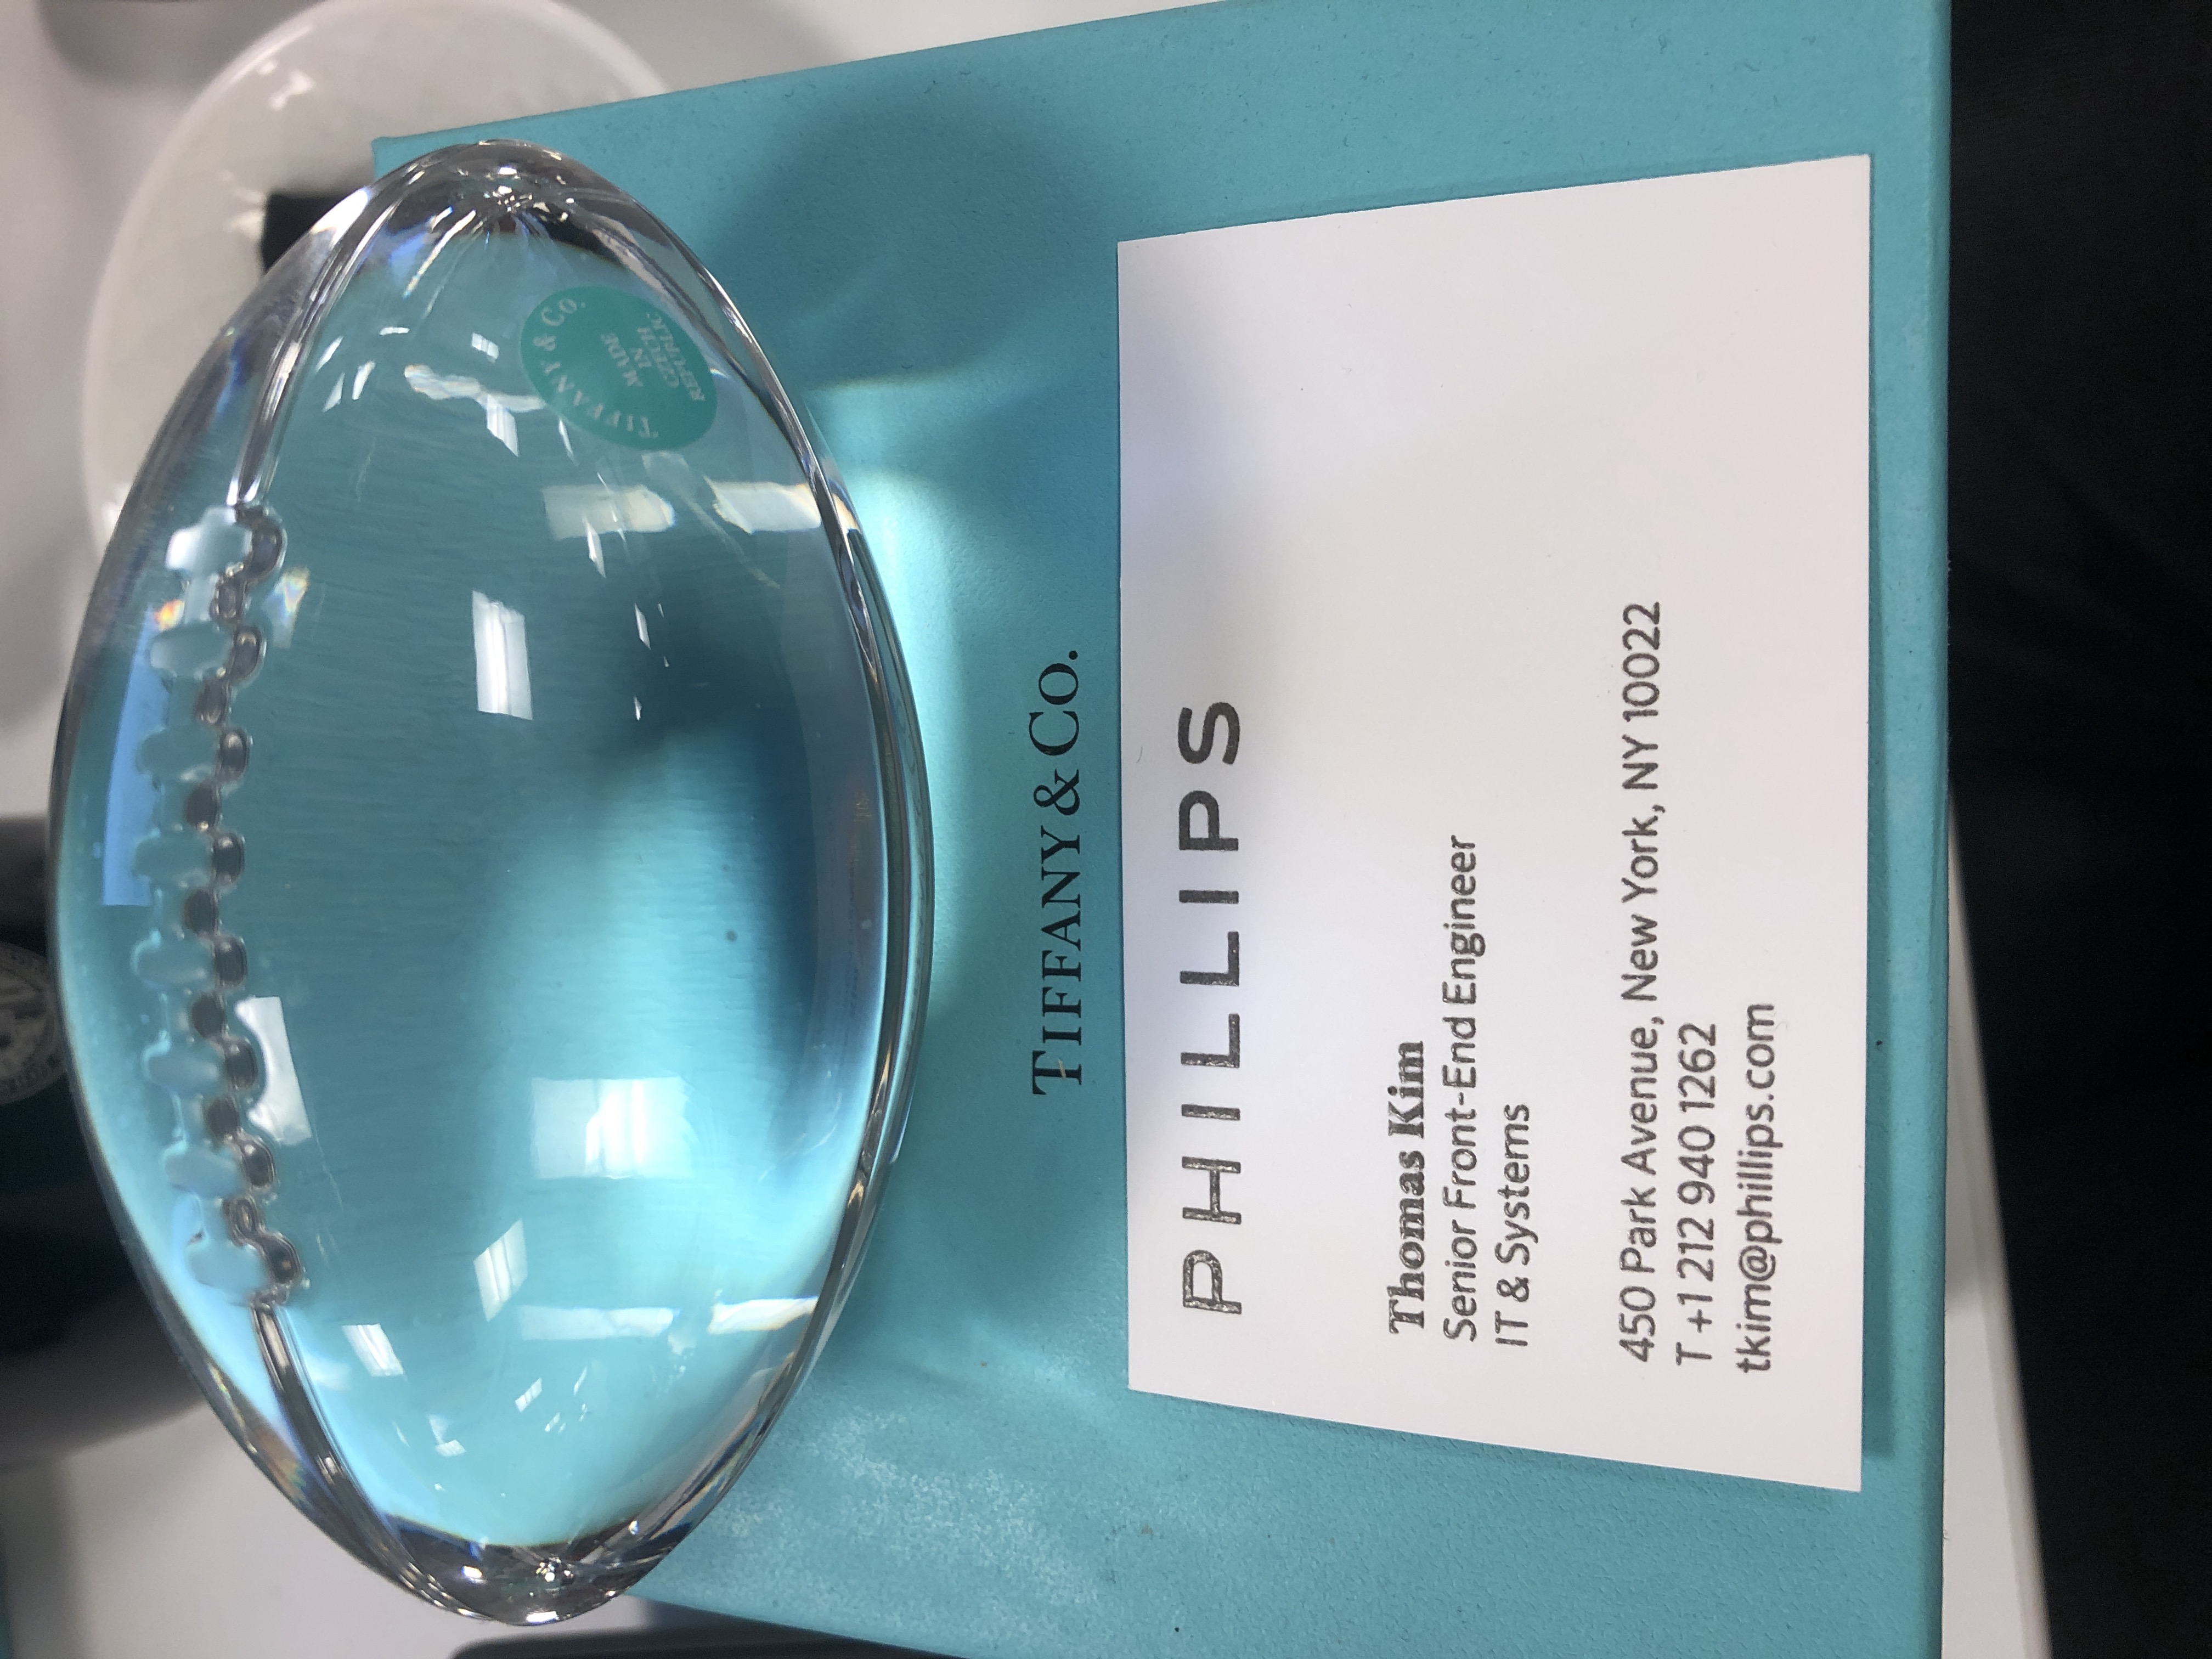 TIFFANY & CO.
MADE
IN
CZECH
REPUBLIC
TIFFANY & CO.
PHILLIPS
Thomas Kim
Senior Front-End Engineer
IT & Systems
450 Park Avenue, New York, NY 10022
T +1 212 940 1262
tkim@phillips.com